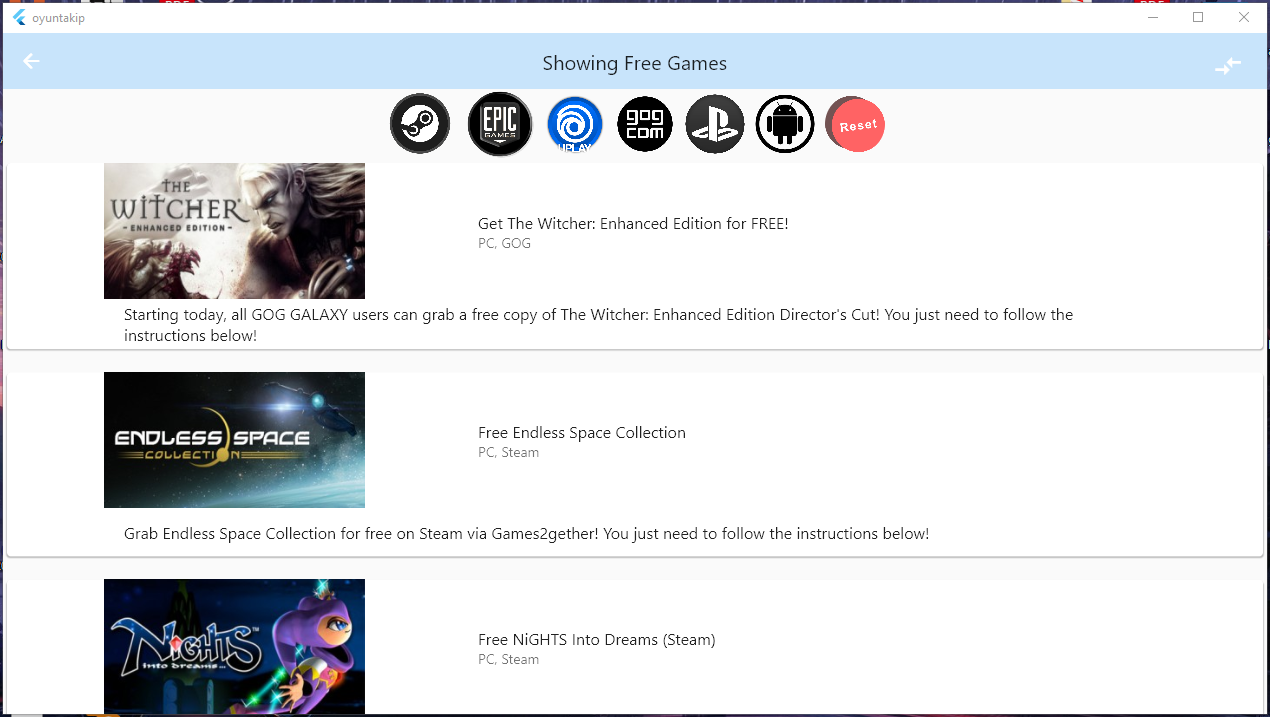 oyuntakip
Showing Free Games
EPIC
GAMES
UPLAY
gog
com
Reset
THE
WITCHER
- ENHANCED EDITION -
Get The Witcher: Enhanced Edition for FREE!
PC, GOG
Starting today, all GOG GALAXY users can grab a free copy of The Witcher: Enhanced Edition Director's Cut! You just need to follow the
instructions below!
ENDLESS SPACE
COLLECTION
Free Endless Space Collection
PC, Steam
Grab Endless Space Collection for free on Steam via Games2gether! You just need to follow the instructions below!
NiGHTS™
into dreams...
Free NiGHTS Into Dreams (Steam)
PC, Steam